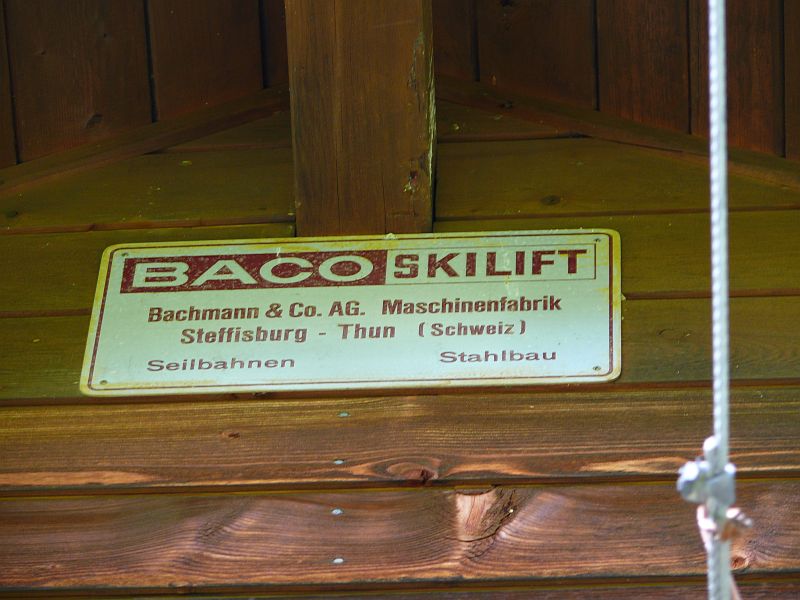 BACO SKILIFT
Bachmann & Co. AG. Maschinenfabrik
Steffisburg - Thun (Schweiz)
Seilbahnen Stahlbau